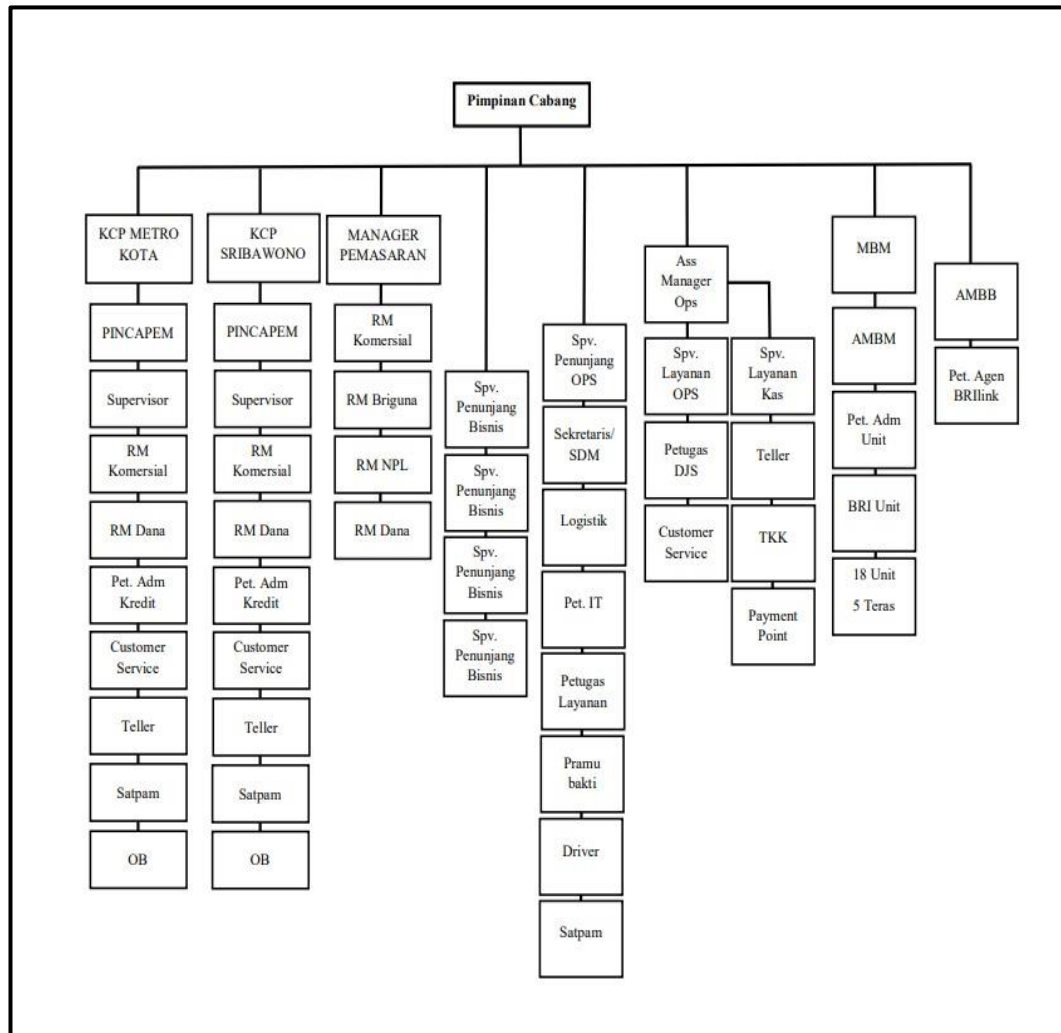 Pimpinan Cabang
KCP METRO
KOTA
PINCAPEM
Supervisor
RM
Komersial
RM Dana
Pet. Adm
Kredit
Customer
Service
Teller
Satpam
OB
KCP
SRIBAWONO
PINCAPEM
Supervisor
RM
Komersial
RM Dana
Pet. Adm
Kredit
Customer
Service
Teller
Satpam
OB
MANAGER
PEMASARAN
RM
Komersial
RM Briguna
RM NPL
RM Dana
Spv.
Penunjang
Bisnis
Spv.
Penunjang
Bisnis
Spv.
Penunjang
Bisnis
Spv.
Penunjang
Bisnis
Spv.
Penunjang
OPS
Sekretaris/
SDM
Logistik
Pet. IT
Petugas
Layanan
Pramu
bakti
Driver
Satpam
Ass
Manager
Ops
Spv.
Layanan
OPS
Petugas
DJS
Customer
Service
Spv.
Layanan
Kas
Teller
TKK
Payment
Point
MBM
AMBM
Pet. Adm
Unit
BRI Unit
18 Unit
5 Teras
AMBB
Pet. Agen
BRIlink